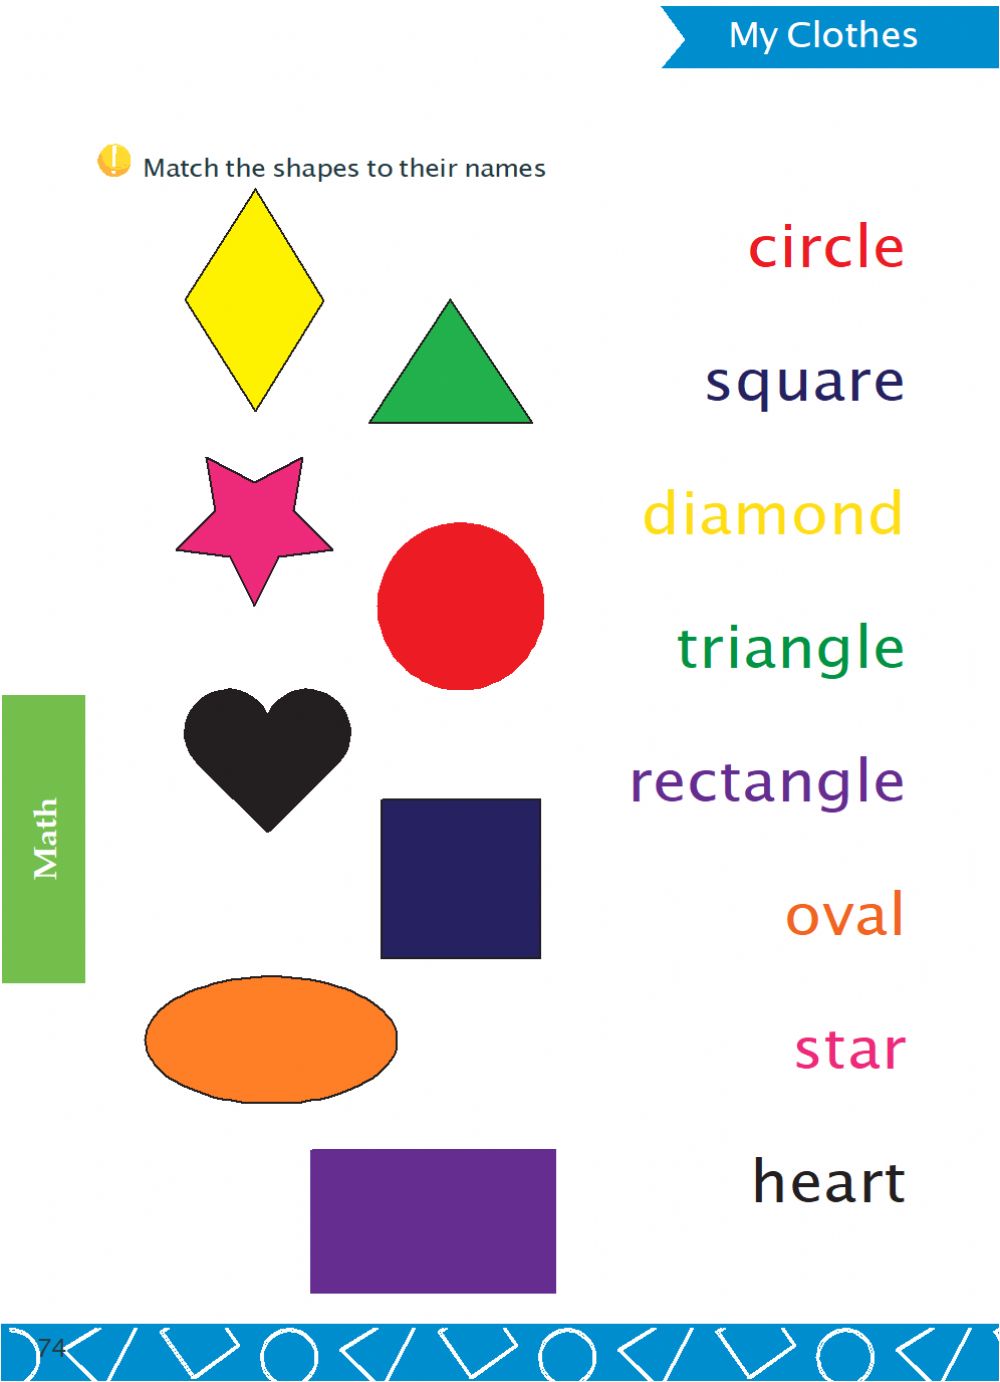 My Clothes
! Match the shapes to their names
circle
square
diamond
triangle
rectangle
oval
star
heart
Math
74